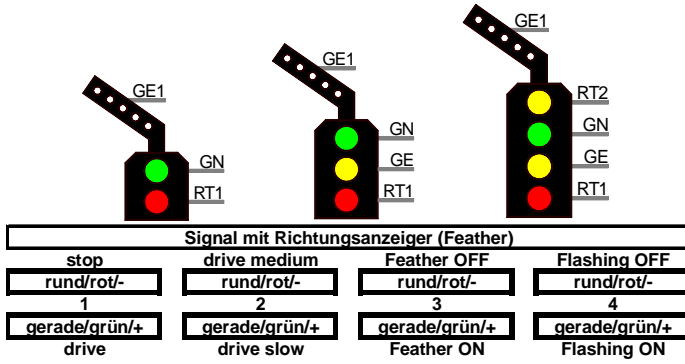 GE1
GN
RT1
GE1
GN
GE
RT1
GE1
RT2
GN
GE
RT1
Signal mit Richtungsanzeiger (Feather)
stop drive medium Feather OFF Flashing OFF
rund/rot/- rund/rot/- rund/rot/- rund/rot/-
1 2 3 4
gerade/grün/+ gerade/grün/+ gerade/grün/+ gerade/grün/+
drive drive slow Feather ON Flashing ON